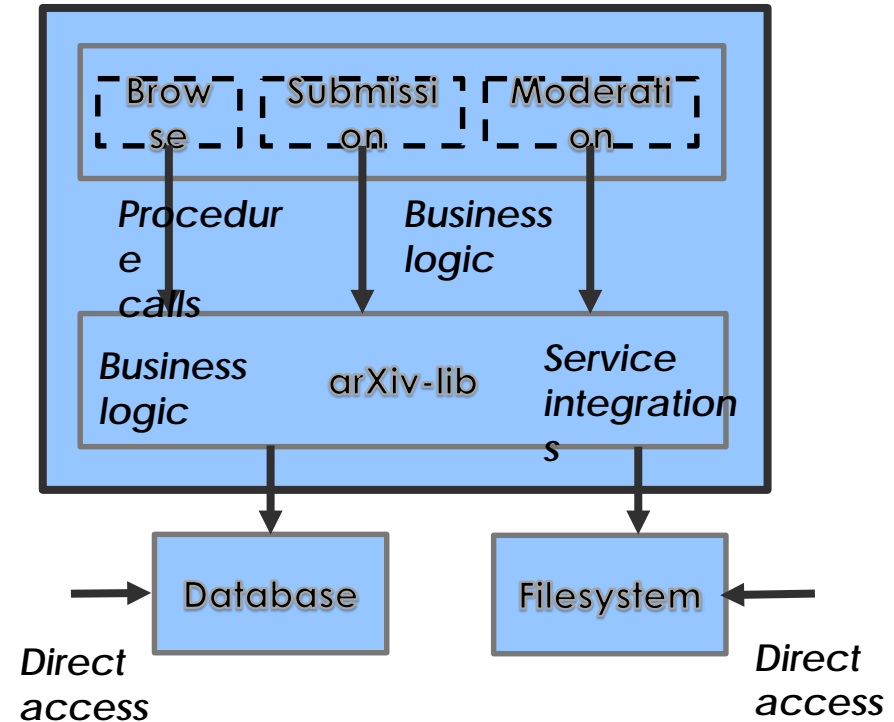 Brow
se
Submissi
on
Moderati
on
Procedur
e
calls
Business
logic
Business
logic
arXiv-lib
Service
integration
s
Database
Filesystem
Direct
access
Direct
access